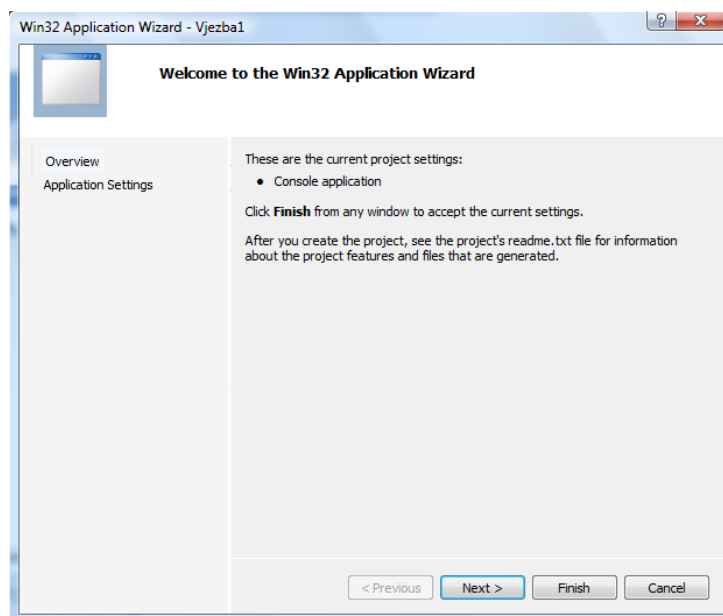 Win32 Application Wizard - Vjezba1
Welcome to the Win32 Application Wizard
Overview
Application Settings
These are the current project settings:
• Console application
Click Finish from any window to accept the current settings.
After you create the project, see the project's readme.txt file for information
about the project features and files that are generated.
< Previous
Next >
Finish
Cancel